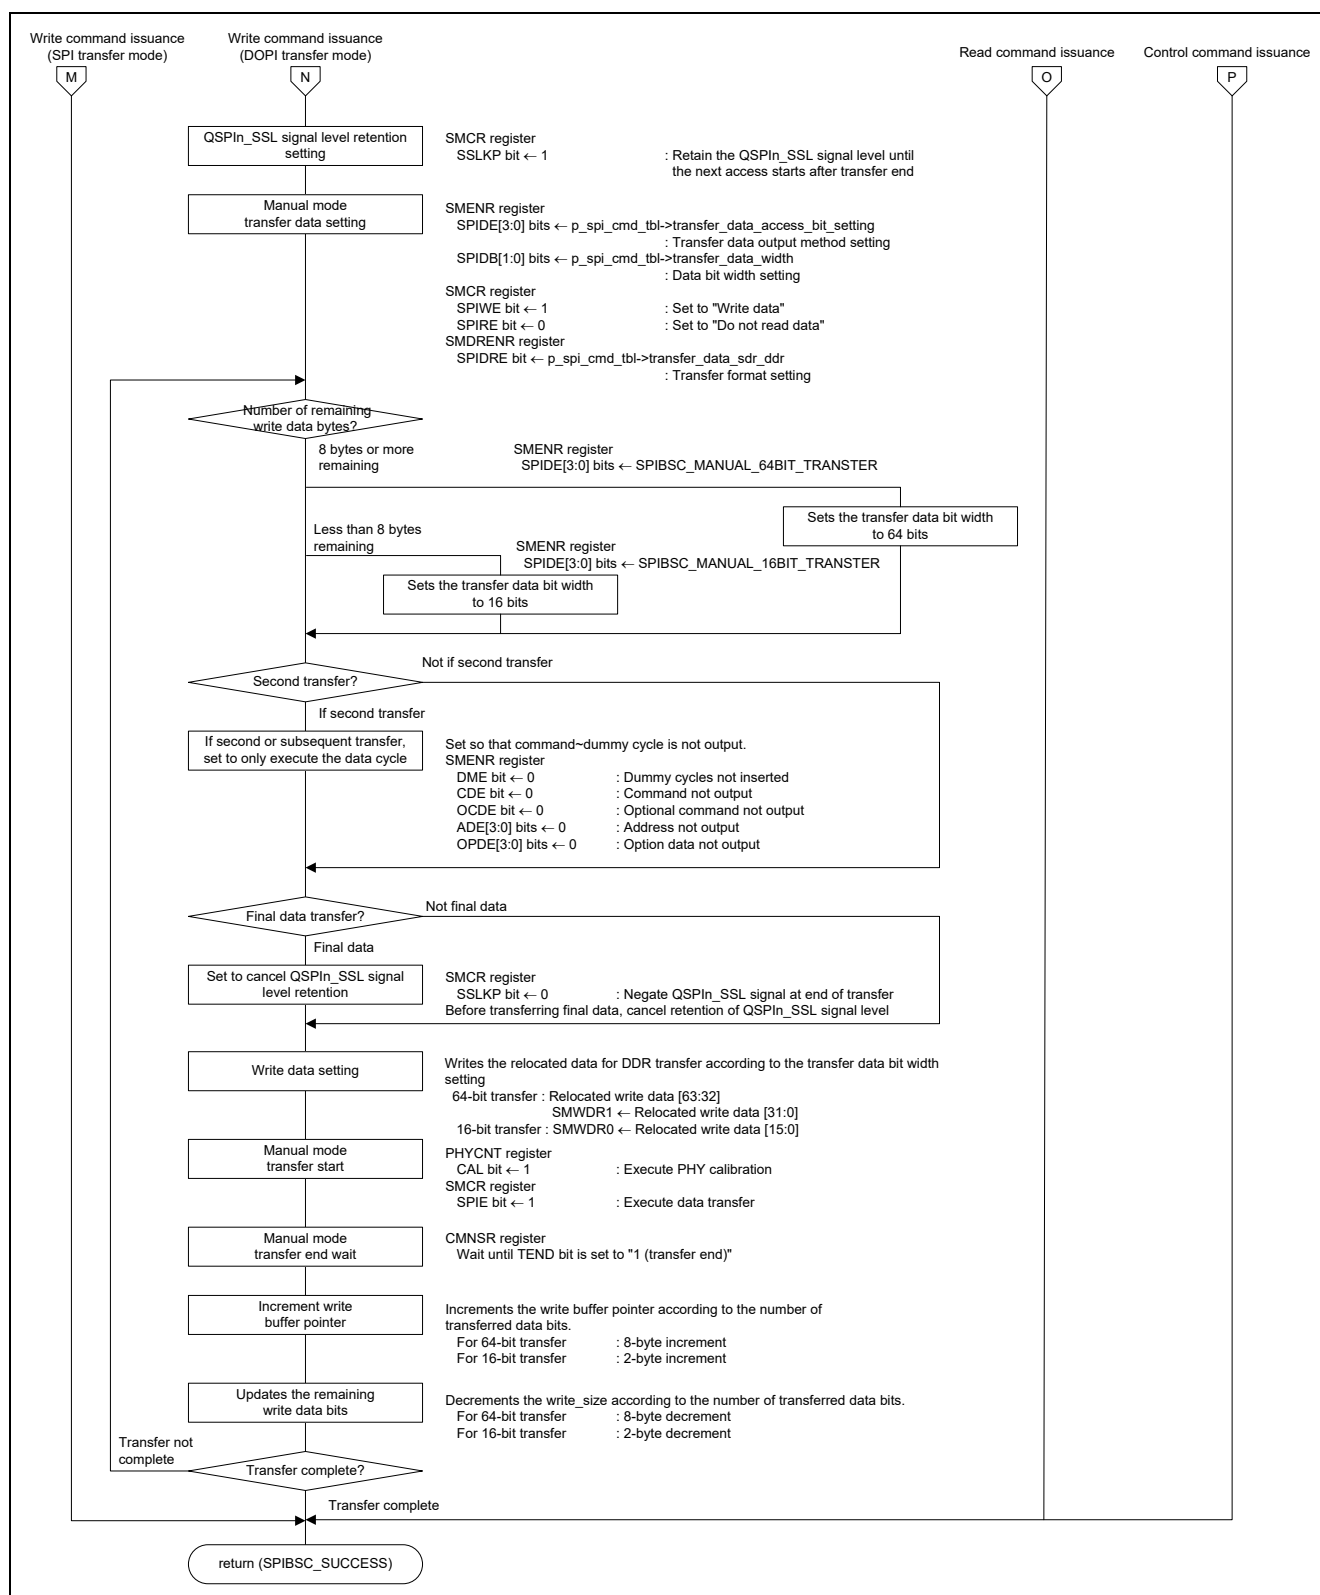 Write command issuance
(SPI transfer mode)
M
Write command issuance
(DOPI transfer mode)
N
Read command issuance
O
Control command issuance
P
QSPIn_SSL signal level retention
setting
SMCR register
SSLKP bit ← 1 : Retain the QSPIn_SSL signal level until
the next access starts after transfer end
Manual mode
transfer data setting
SMENR register
SPIDE[3:0] bits ← p_spi_cmd_tbl->transfer_data_access_bit_setting
: Transfer data output method setting
SPIDB[1:0] bits ← p_spi_cmd_tbl->transfer_data_width
: Data bit width setting
SMCR register
SPIWE bit ← 1 : Set to "Write data"
SPIRE bit ← 0 : Set to "Do not read data"
SMDRENR register
SPIDRE bit ← p_spi_cmd_tbl->transfer_data_sdr_ddr
: Transfer format setting
Number of remaining
write data bytes?
8 bytes or more
remaining
SMENR register
SPIDE[3:0] bits ← SPIBSC_MANUAL_64BIT_TRANSTER
Sets the transfer data bit width
to 64 bits
Less than 8 bytes
remaining
SMENR register
SPIDE[3:0] bits ← SPIBSC_MANUAL_16BIT_TRANSTER
Sets the transfer data bit width
to 16 bits
Not if second transfer
Second transfer?
If second transfer
If second or subsequent transfer,
set to only execute the data cycle
Set so that command~dummy cycle is not output.
SMENR register
DME bit ← 0 : Dummy cycles not inserted
CDE bit ← 0 : Command not output
OCDE bit ← 0 : Optional command not output
ADE[3:0] bits ← 0 : Address not output
OPDE[3:0] bits ← 0 : Option data not output
Not final data
Final data transfer?
Final data
Set to cancel QSPIn_SSL signal
level retention
SMCR register
SSLKP bit ← 0 : Negate QSPIn_SSL signal at end of transfer
Before transferring final data, cancel retention of QSPIn_SSL signal level
Write data setting
Writes the relocated data for DDR transfer according to the transfer data bit width
setting
64-bit transfer : Relocated write data [63:32]
SMWDR1 ← Relocated write data [31:0]
16-bit transfer : SMWDR0 ← Relocated write data [15:0]
Manual mode
transfer start
PHYCNT register
CAL bit ← 1 : Execute PHY calibration
SMCR register
SPIE bit ← 1 : Execute data transfer
Manual mode
transfer end wait
CMNSR register
Wait until TEND bit is set to "1 (transfer end)"
Increment write
buffer pointer
Increments the write buffer pointer according to the number of
transferred data bits.
For 64-bit transfer : 8-byte increment
For 16-bit transfer : 2-byte increment
Updates the remaining
write data bits
Decrements the write_size according to the number of transferred data bits.
For 64-bit transfer : 8-byte decrement
For 16-bit transfer : 2-byte decrement
Transfer not
complete
Transfer complete?
Transfer complete
return (SPIBSC_SUCCESS)